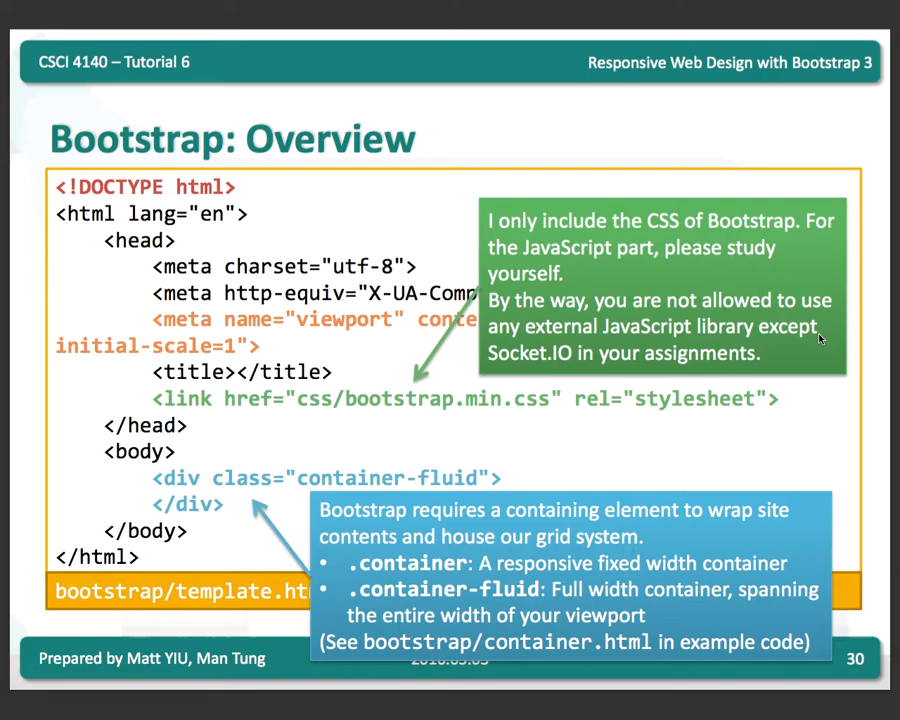 CSCI 4140 – Tutorial 6
Responsive Web Design with Bootstrap 3
Bootstrap: Overview
<!DOCTYPE html>
<html lang="en">
<head>
<meta charset="utf-8">
<meta http-equiv="X-UA-Comp
<meta name="viewport" conte
initial-scale=1">
<title></title>
<link href="css/bootstrap.min.css" rel="stylesheet">
</head>
<body>
<div class="container-fluid">
</div>
</body>
</html>
bootstrap/template.ht
I only include the CSS of Bootstrap. For
the JavaScript part, please study
yourself.
By the way, you are not allowed to use
any external JavaScript library except
Socket.IO in your assignments.
Bootstrap requires a containing element to wrap site
contents and house our grid system.
• .container: A responsive fixed width container
• .container-fluid: Full width container, spanning
the entire width of your viewport
(See bootstrap/container.html in example code)
Prepared by Matt YIU, Man Tung
30